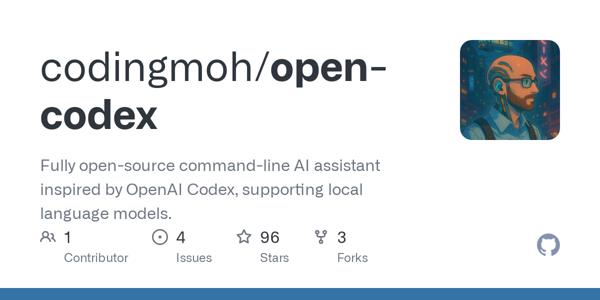 codingmoh/open-
codex
Fully open-source command-line AI assistant
inspired by OpenAI Codex, supporting local
language models.
1 4 96 3
Contributor Issues Stars Forks